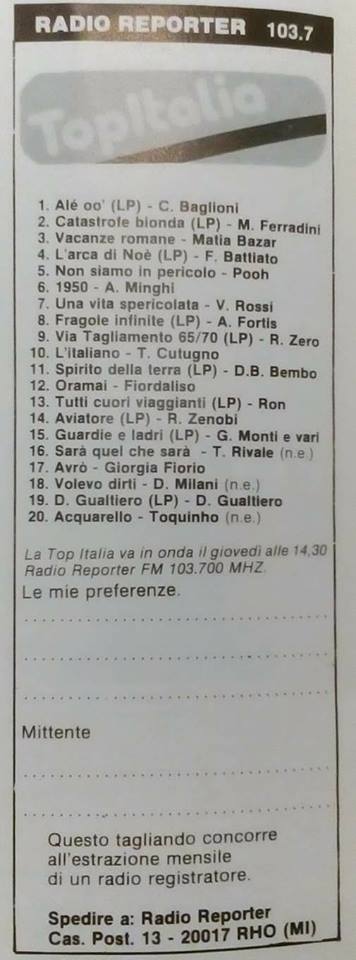 RADIO REPORTER 103.7
TopItalia
1. Alé oo' (LP) - C. Baglioni
2. Catastrofe bionda (LP) - M. Ferradini
3. Vacanze romane - Matia Bazar
4. L'arca di Noè (LP) - F. Battiato
5. Non siamo in pericolo - Pooh
6. 1950 - A. Minghi
7. Una vita spericolata - V. Rossi
8. Fragole infinite (LP) - A. Fortis
9. Via Tagliamento 65/70 (LP) - R. Zero
10. L'italiano - T. Cutugno
11. Spirito della terra (LP) - D.B. Bembo
12. Oramai - Fiordaliso
13. Tutti cuori viaggianti (LP) - Ron
14. Aviatore (LP) - R. Zenobi
15. Guardie e ladri (LP) - G. Monti e vari
16. Sarà quel che sarà - T. Rivale (n.e.)
17. Avrò - Giorgia Fiorio
18. Volevo dirti - D. Milani (n.e.)
19. D. Gualtiero (LP) - D. Gualtiero
20. Acquarello - Toquinho (n.e.)
La Top Italia va in onda il giovedì alle 14,30
Radio Reporter FM 103.700 MHZ.
Le mie preferenze.
Mittente
Questo tagliando concorre
all'estrazione mensile
di un radio registratore.
Spedire a: Radio Reporter
Cas. Post. 13 - 20017 RHO (MI)